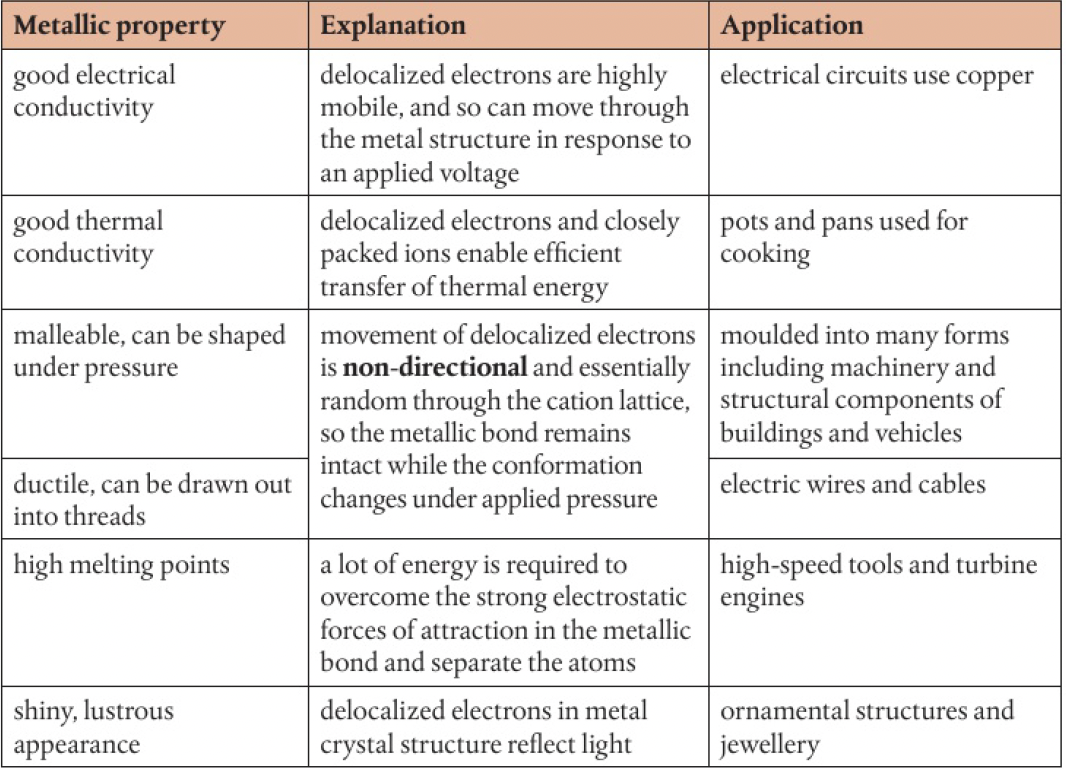 Metallic property
Explanation
Application
good electrical
conductivity
delocalized electrons are highly
mobile, and so can move through
the metal structure in response to
an applied voltage
electrical circuits use copper
good thermal
conductivity
delocalized electrons and closely
packed ions enable efficient
transfer of thermal energy
pots and pans used for
cooking
malleable, can be shaped
under pressure
movement of delocalized electrons
is non-directional and essentially
random through the cation lattice,
so the metallic bond remains
intact while the conformation
changes under applied pressure
moulded into many forms
including machinery and
structural components of
buildings and vehicles
ductile, can be drawn out
into threads
electric wires and cables
high melting points
a lot of energy is required to
overcome the strong electrostatic
forces of attraction in the metallic
bond and separate the atoms
high-speed tools and turbine
engines
shiny, lustrous
appearance
delocalized electrons in metal
crystal structure reflect light
ornamental structures and
jewellery